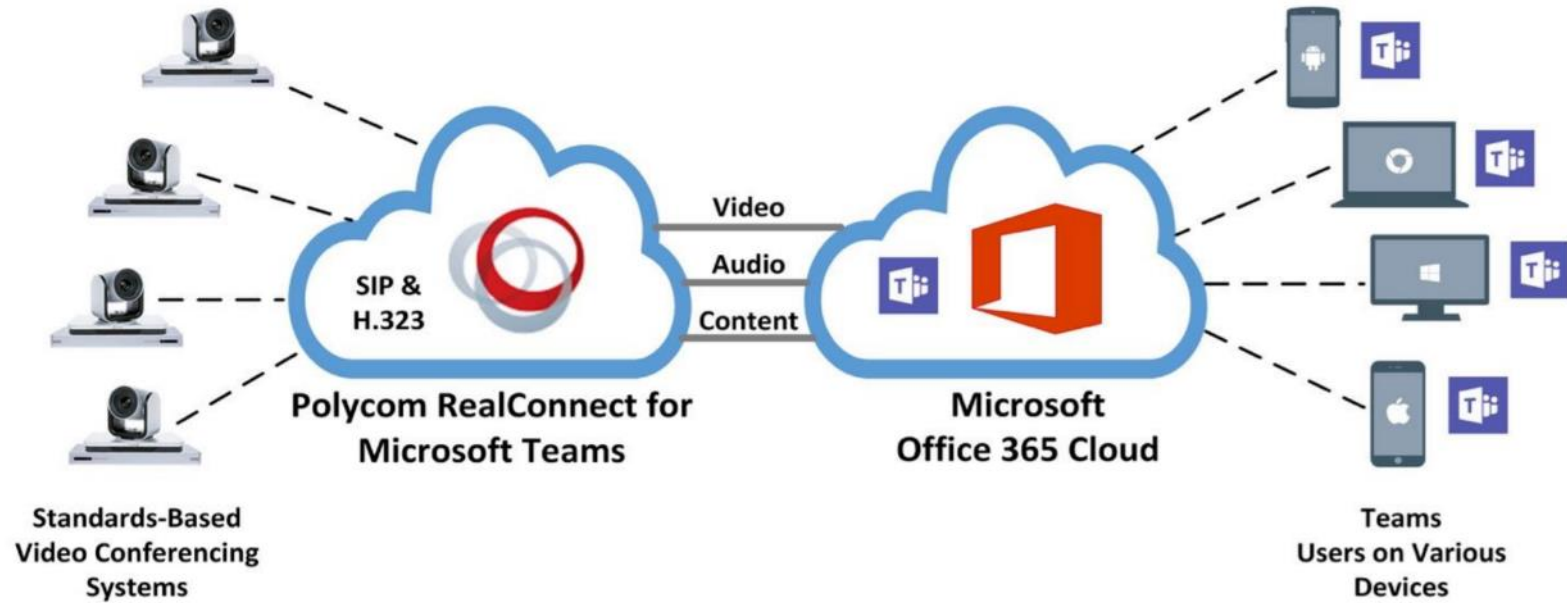 Video
Audio
Content
SIP &
H.323
Polycom RealConnect for
Microsoft Teams
Microsoft
Office 365 Cloud
Standards-Based
Video Conferencing
Systems
Teams
Users on Various
Devices
T
T
T
T
T